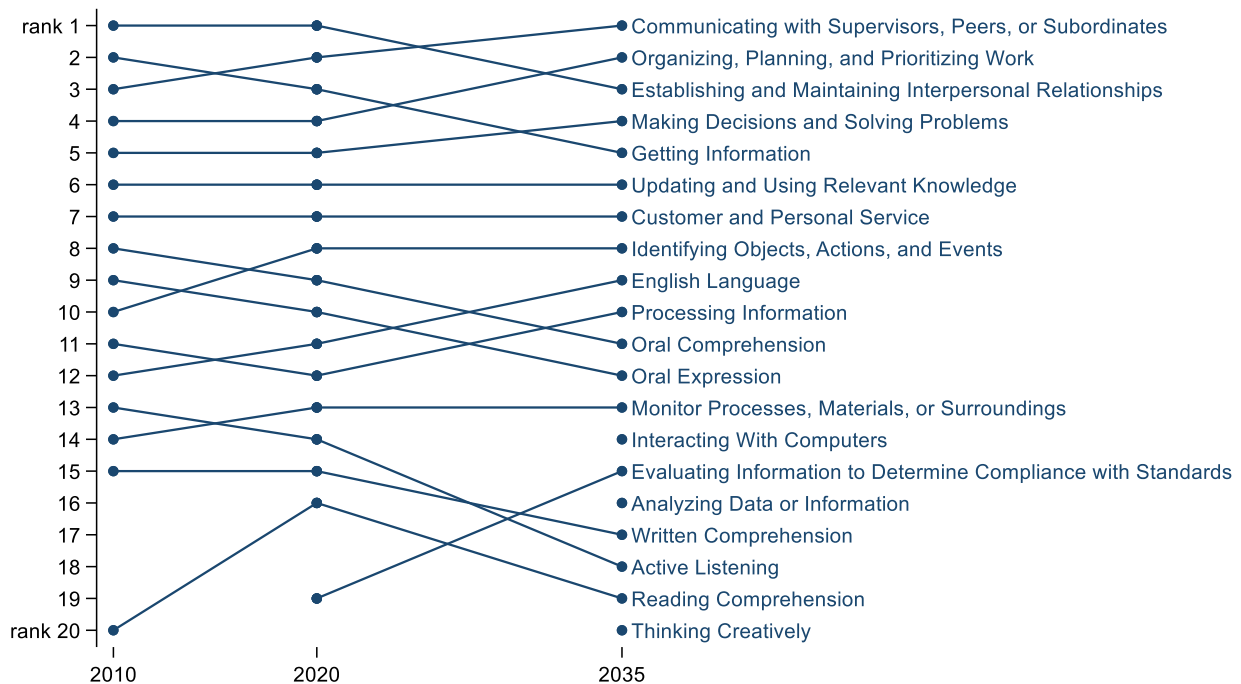 rank 1
2
3
4
5
6
7
8
9
10
11
12
13
14
15
16
17
18
19
rank 20
Communicating with Supervisors, Peers, or Subordinates
Organizing, Planning, and Prioritizing Work
Establishing and Maintaining Interpersonal Relationships
Making Decisions and Solving Problems
Getting Information
Updating and Using Relevant Knowledge
Customer and Personal Service
Identifying Objects, Actions, and Events
English Language
Processing Information
Oral Comprehension
Oral Expression
Monitor Processes, Materials, or Surroundings
Interacting With Computers
Evaluating Information to Determine Compliance with Standards
Analyzing Data or Information
Written Comprehension
Active Listening
Reading Comprehension
Thinking Creatively
2010
2020
2035